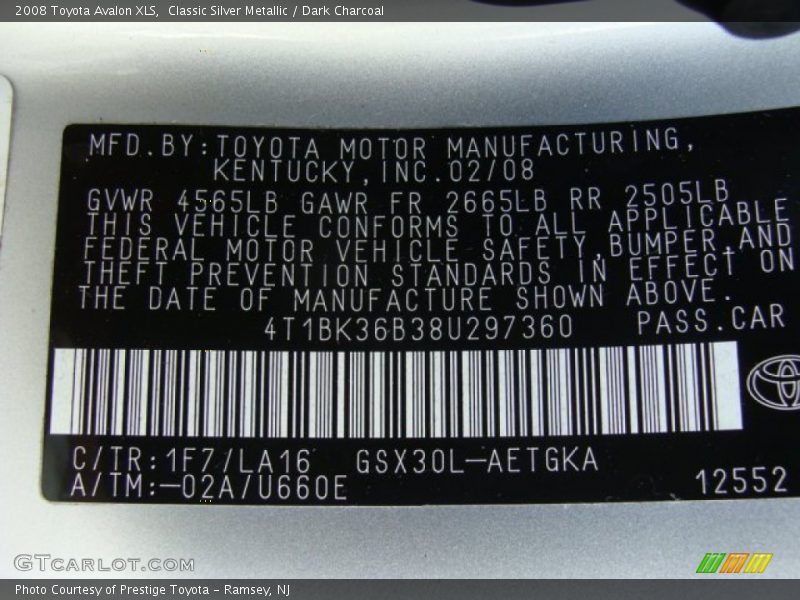 2008 Toyota Avalon XLS, Classic Silver Metallic / Dark Charcoal
MFD.BY:TOYOTA MOTOR MANUFACTURING,
KENTUCKY,INC.02/08
GVWR 4565LB GAWR FR 2665LB RR 2505LB
THIS VEHICLE CONFORMS TO ALL APPLICABLE
FEDERAL MOTOR VEHICLE SAFETY,BUMPER,AND
THEFT PREVENTION STANDARDS IN EFFECT ON
THE DATE OF MANUFACTURE SHOWN ABOVE.
4T1BK36B38U297360 PASS.CAR
C/TR:1F7/LA16 GSX30L-AETGKA
A/TM:-02A/U660E 12552
GTCARLOT.COM
Photo Courtesy of Prestige Toyota - Ramsey, NJ